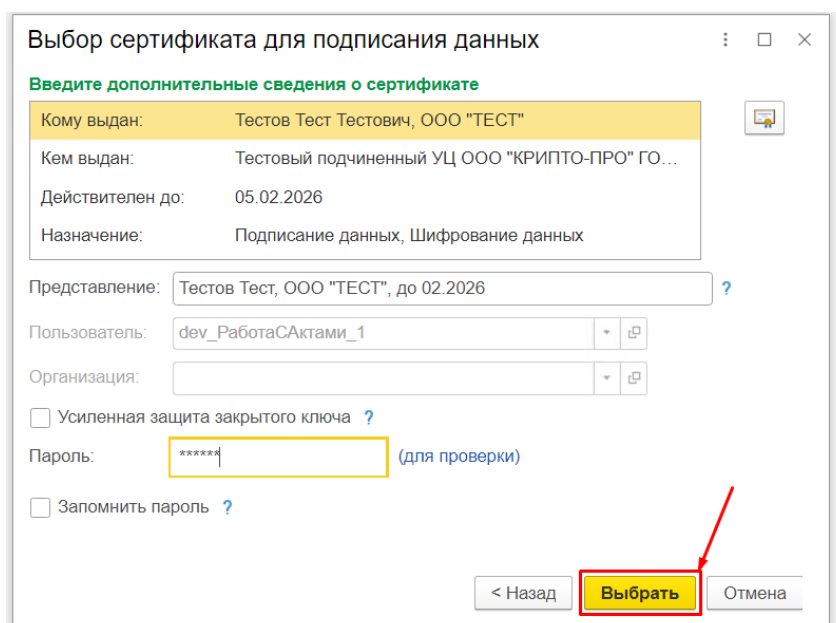 Выбор сертификата для подписания данных
Введите дополнительные сведения о сертификате
Кому выдан: Тестов Тест Тестович, ООО "ТЕСТ"
Кем выдан: Тестовый подчиненный УЦ ООО "КРИПТО-ПРО" ГО...
Действителен до: 05.02.2026
Назначение: Подписание данных, Шифрование данных
Представление: Тестов Тест, ООО "ТЕСТ", до 02.2026 ?
Пользователь: dev_РаботаСАктами_1
Организация:
Усиленная защита закрытого ключа ?
Пароль: ****** (для проверки)
Запомнить пароль ?
< Назад Выбрать Отмена